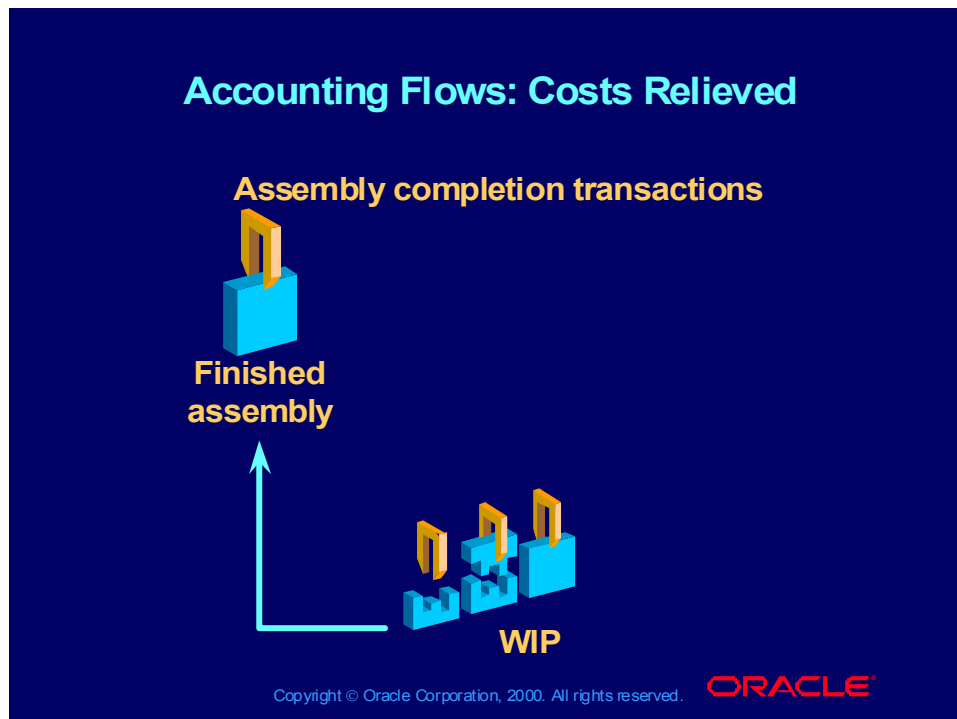 Accounting Flows: Costs Relieved
Assembly completion transactions
Finished
assembly
WIP
Copyright © Oracle Corporation, 2000. All rights reserved.
ORACLE®